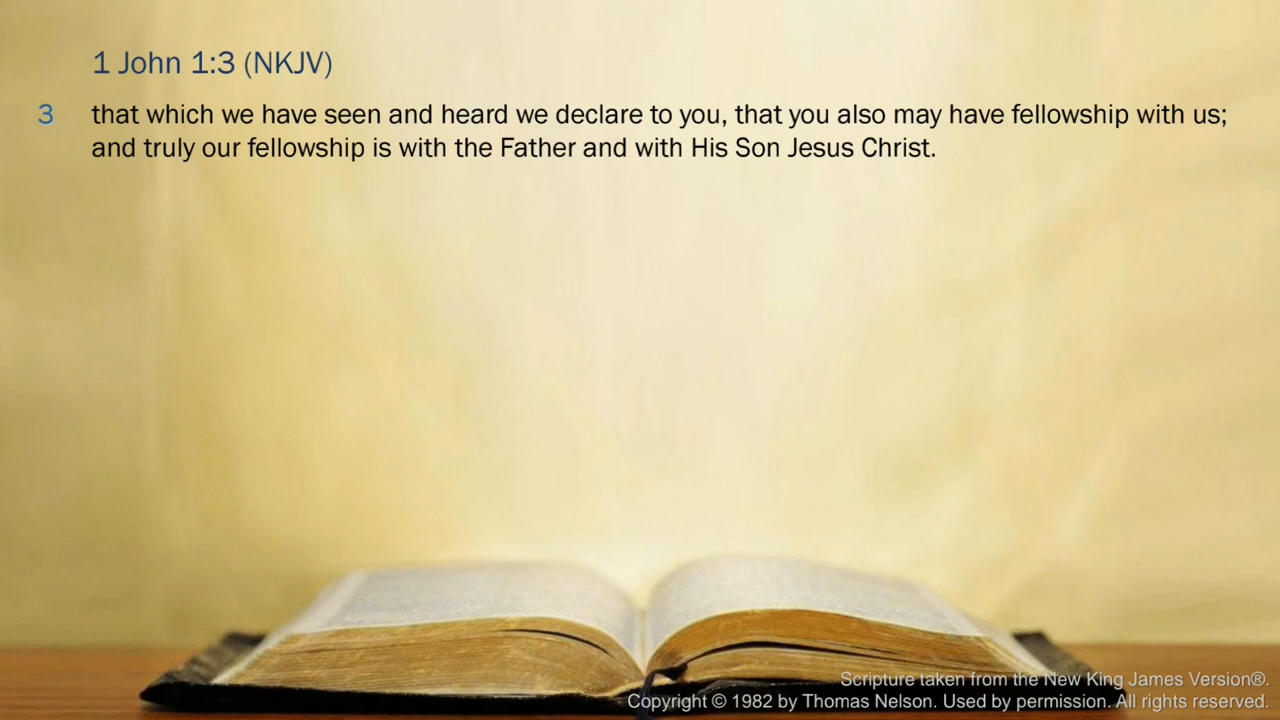 1 John 1:3 (NKJV)
3 that which we have seen and heard we declare to you, that you also may have fellowship with us;
and truly our fellowship is with the Father and with His Son Jesus Christ.
Scripture taken from the New King James Version®.
Copyright © 1982 by Thomas Nelson. Used by permission. All rights reserved.